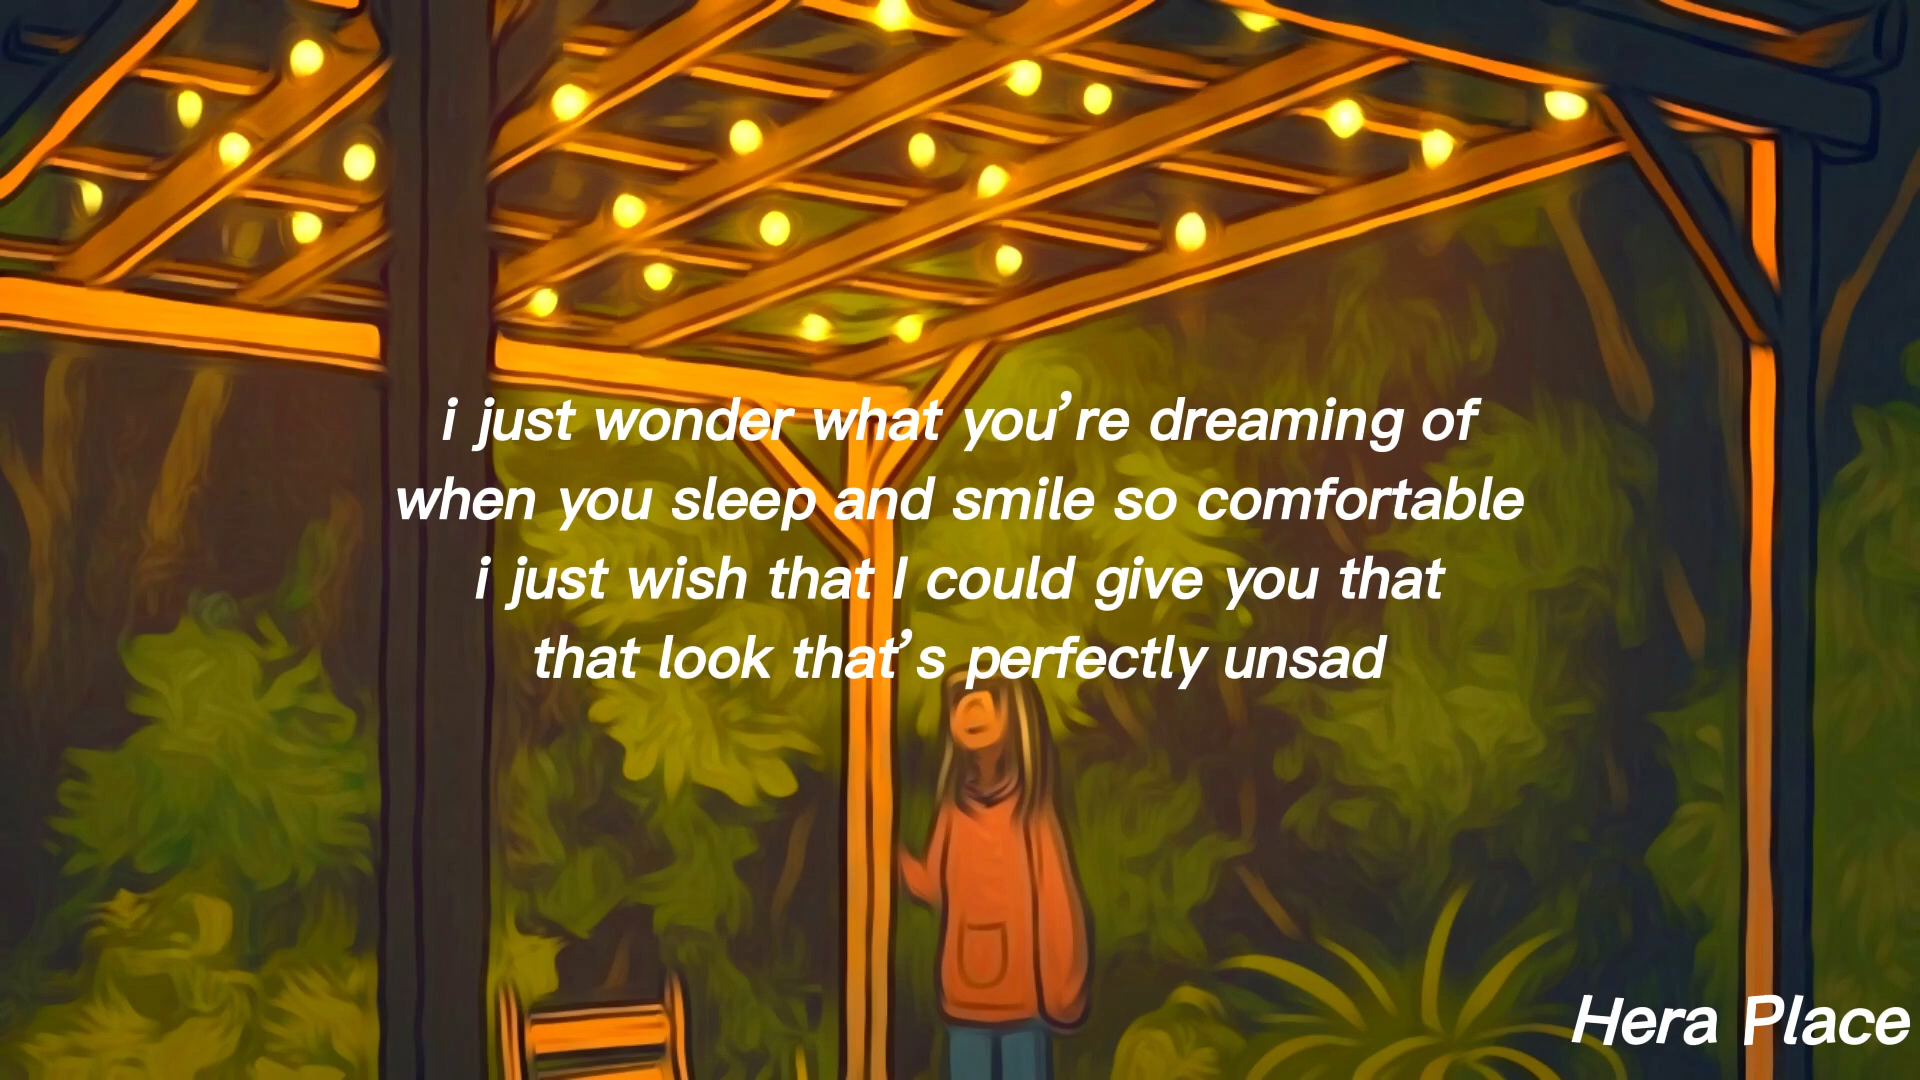 i just wonder what you’re dreaming of
when you sleep and smile so comfortable
i just wish that I could give you that
that look that’s perfectly unsad
Hera Place